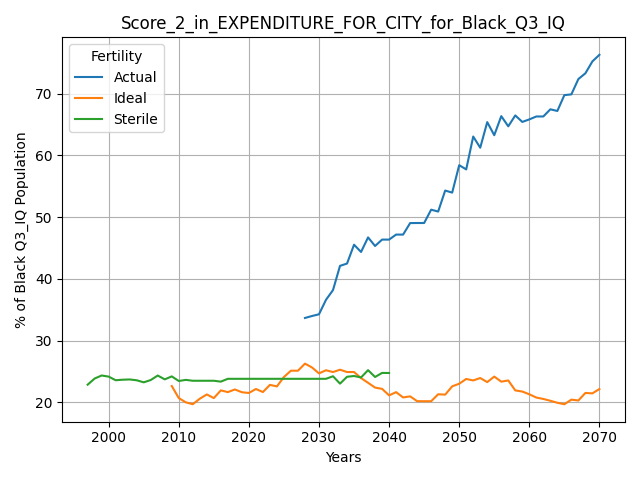 Score_2_in_EXPENDITURE_FOR_CITY_for_Black_Q3_IQ
Fertility
Actual
Ideal
Sterile
% of Black Q3_IQ Population
70
60
50
40
30
20
2000 2010 2020 2030 2040 2050 2060 2070
Years